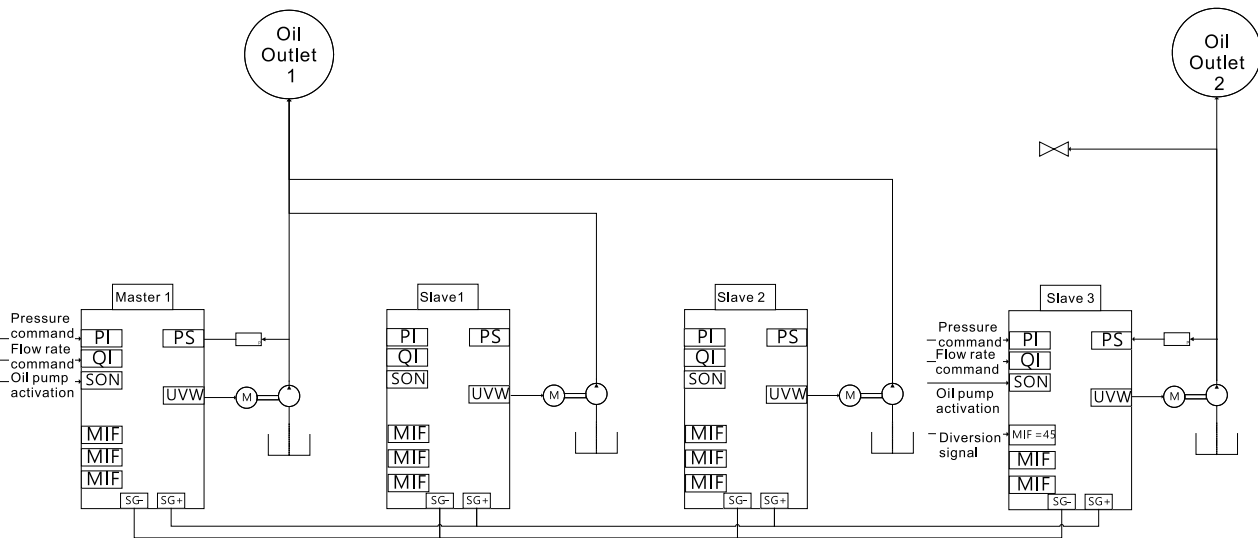 Oil
Outlet
1
Oil
Outlet
2
Master 1
Pressure
command
Flow rate
command
Oil pump
activation
PI
QI
SON
PS
UVW
MIF
MIF
MIF
SG-
SG+
Slave1
PI
QI
SON
PS
UVW
MIF
MIF
MIF
SG-
SG+
Slave 2
PI
QI
SON
PS
UVW
MIF
MIF
MIF
SG-
SG+
Slave 3
Pressure
command
Flow rate
command
Oil pump
activation
Diversion
signal
PI
QI
SON
PS
UVW
MIF =45
MIF
MIF
SG-
SG+
M
M
M
M